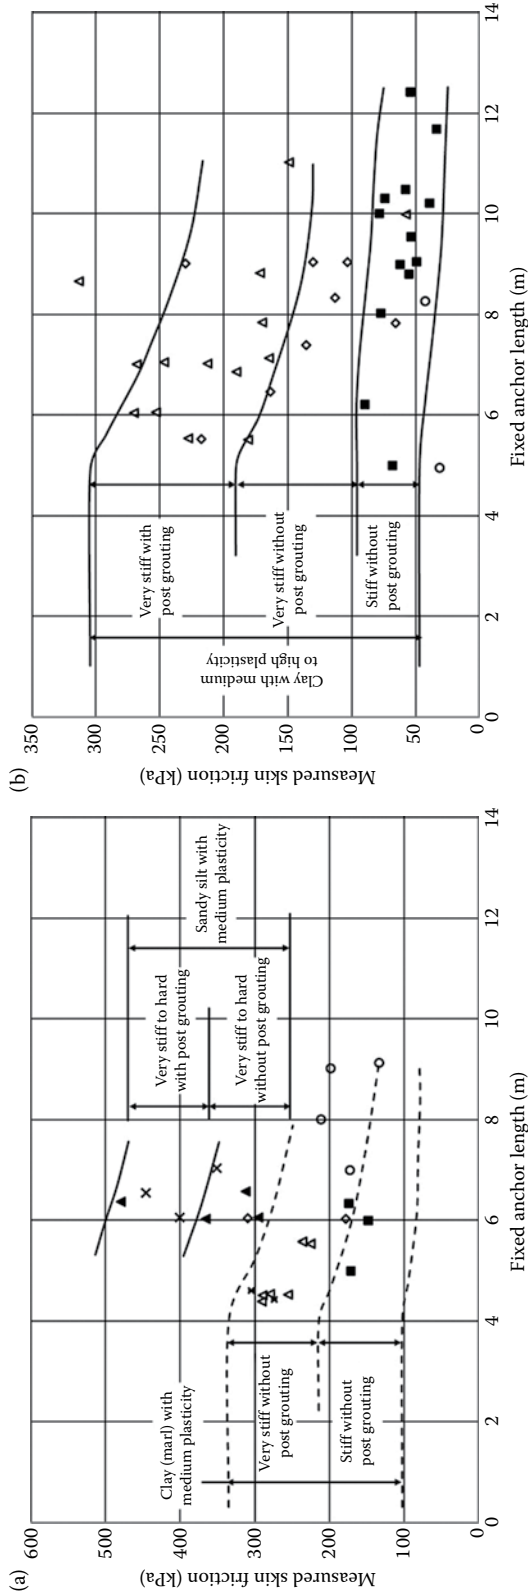 (a)
600
500
400
300
200
100
0
Measured skin friction (kPa)
0
2
4
6
8
10
12
14
Fixed anchor length (m)
Clay (marl) with
medium plasticity
Very stiff without
post grouting
Stiff without
post grouting
Very stiff to hard
with post grouting
Very stiff to hard
without post grouting
Sandy silt with
medium plasticity
(b)
350
300
250
200
150
100
50
0
Measured skin friction (kPa)
0
2
4
6
8
10
12
14
Fixed anchor length (m)
Clay with medium
to high plasticity
Very stiff with
post grouting
Very stiff without
post grouting
Stiff without
post grouting